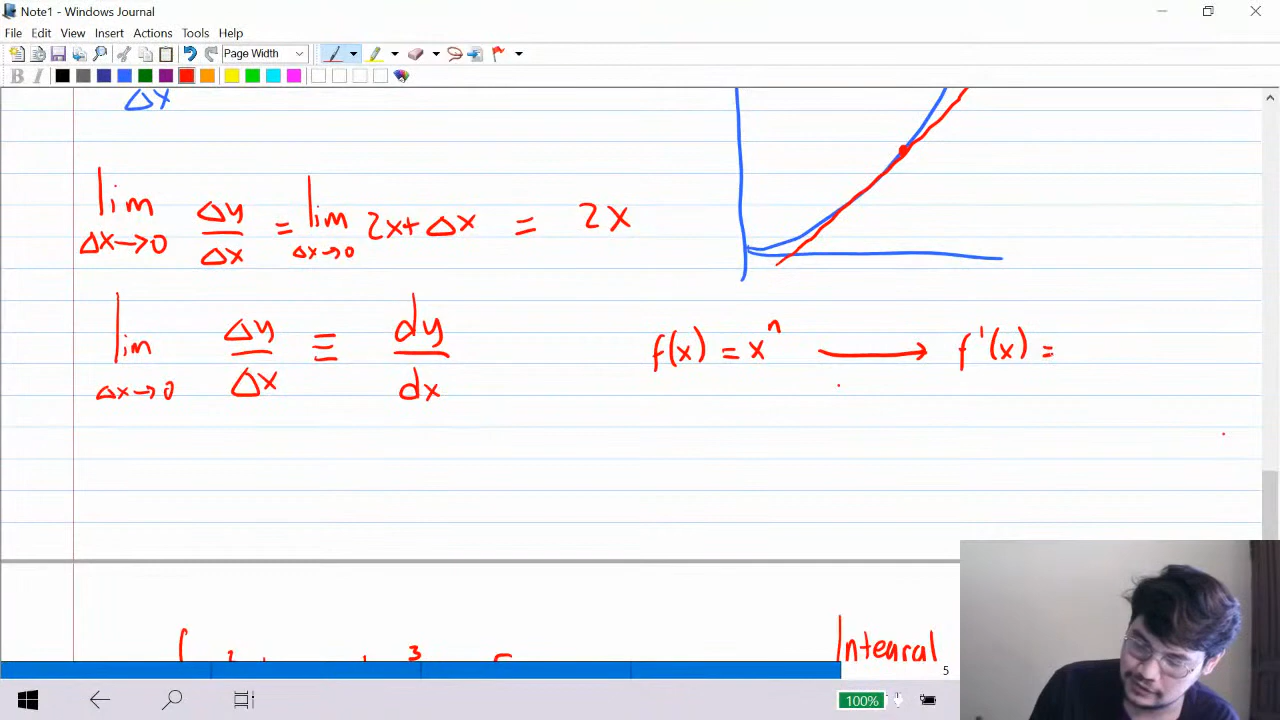 Note1 - Windows Journal
File Edit View Insert Actions Tools Help
Page Width
B I
Δx
lim Δx→0 Δy/Δx = lim Δx→0 2x+Δx = 2x
lim Δx→0 Δy/Δx ≡ dy/dx
f(x) = xⁿ ⟶ f'(x) =
Integral
5
100%